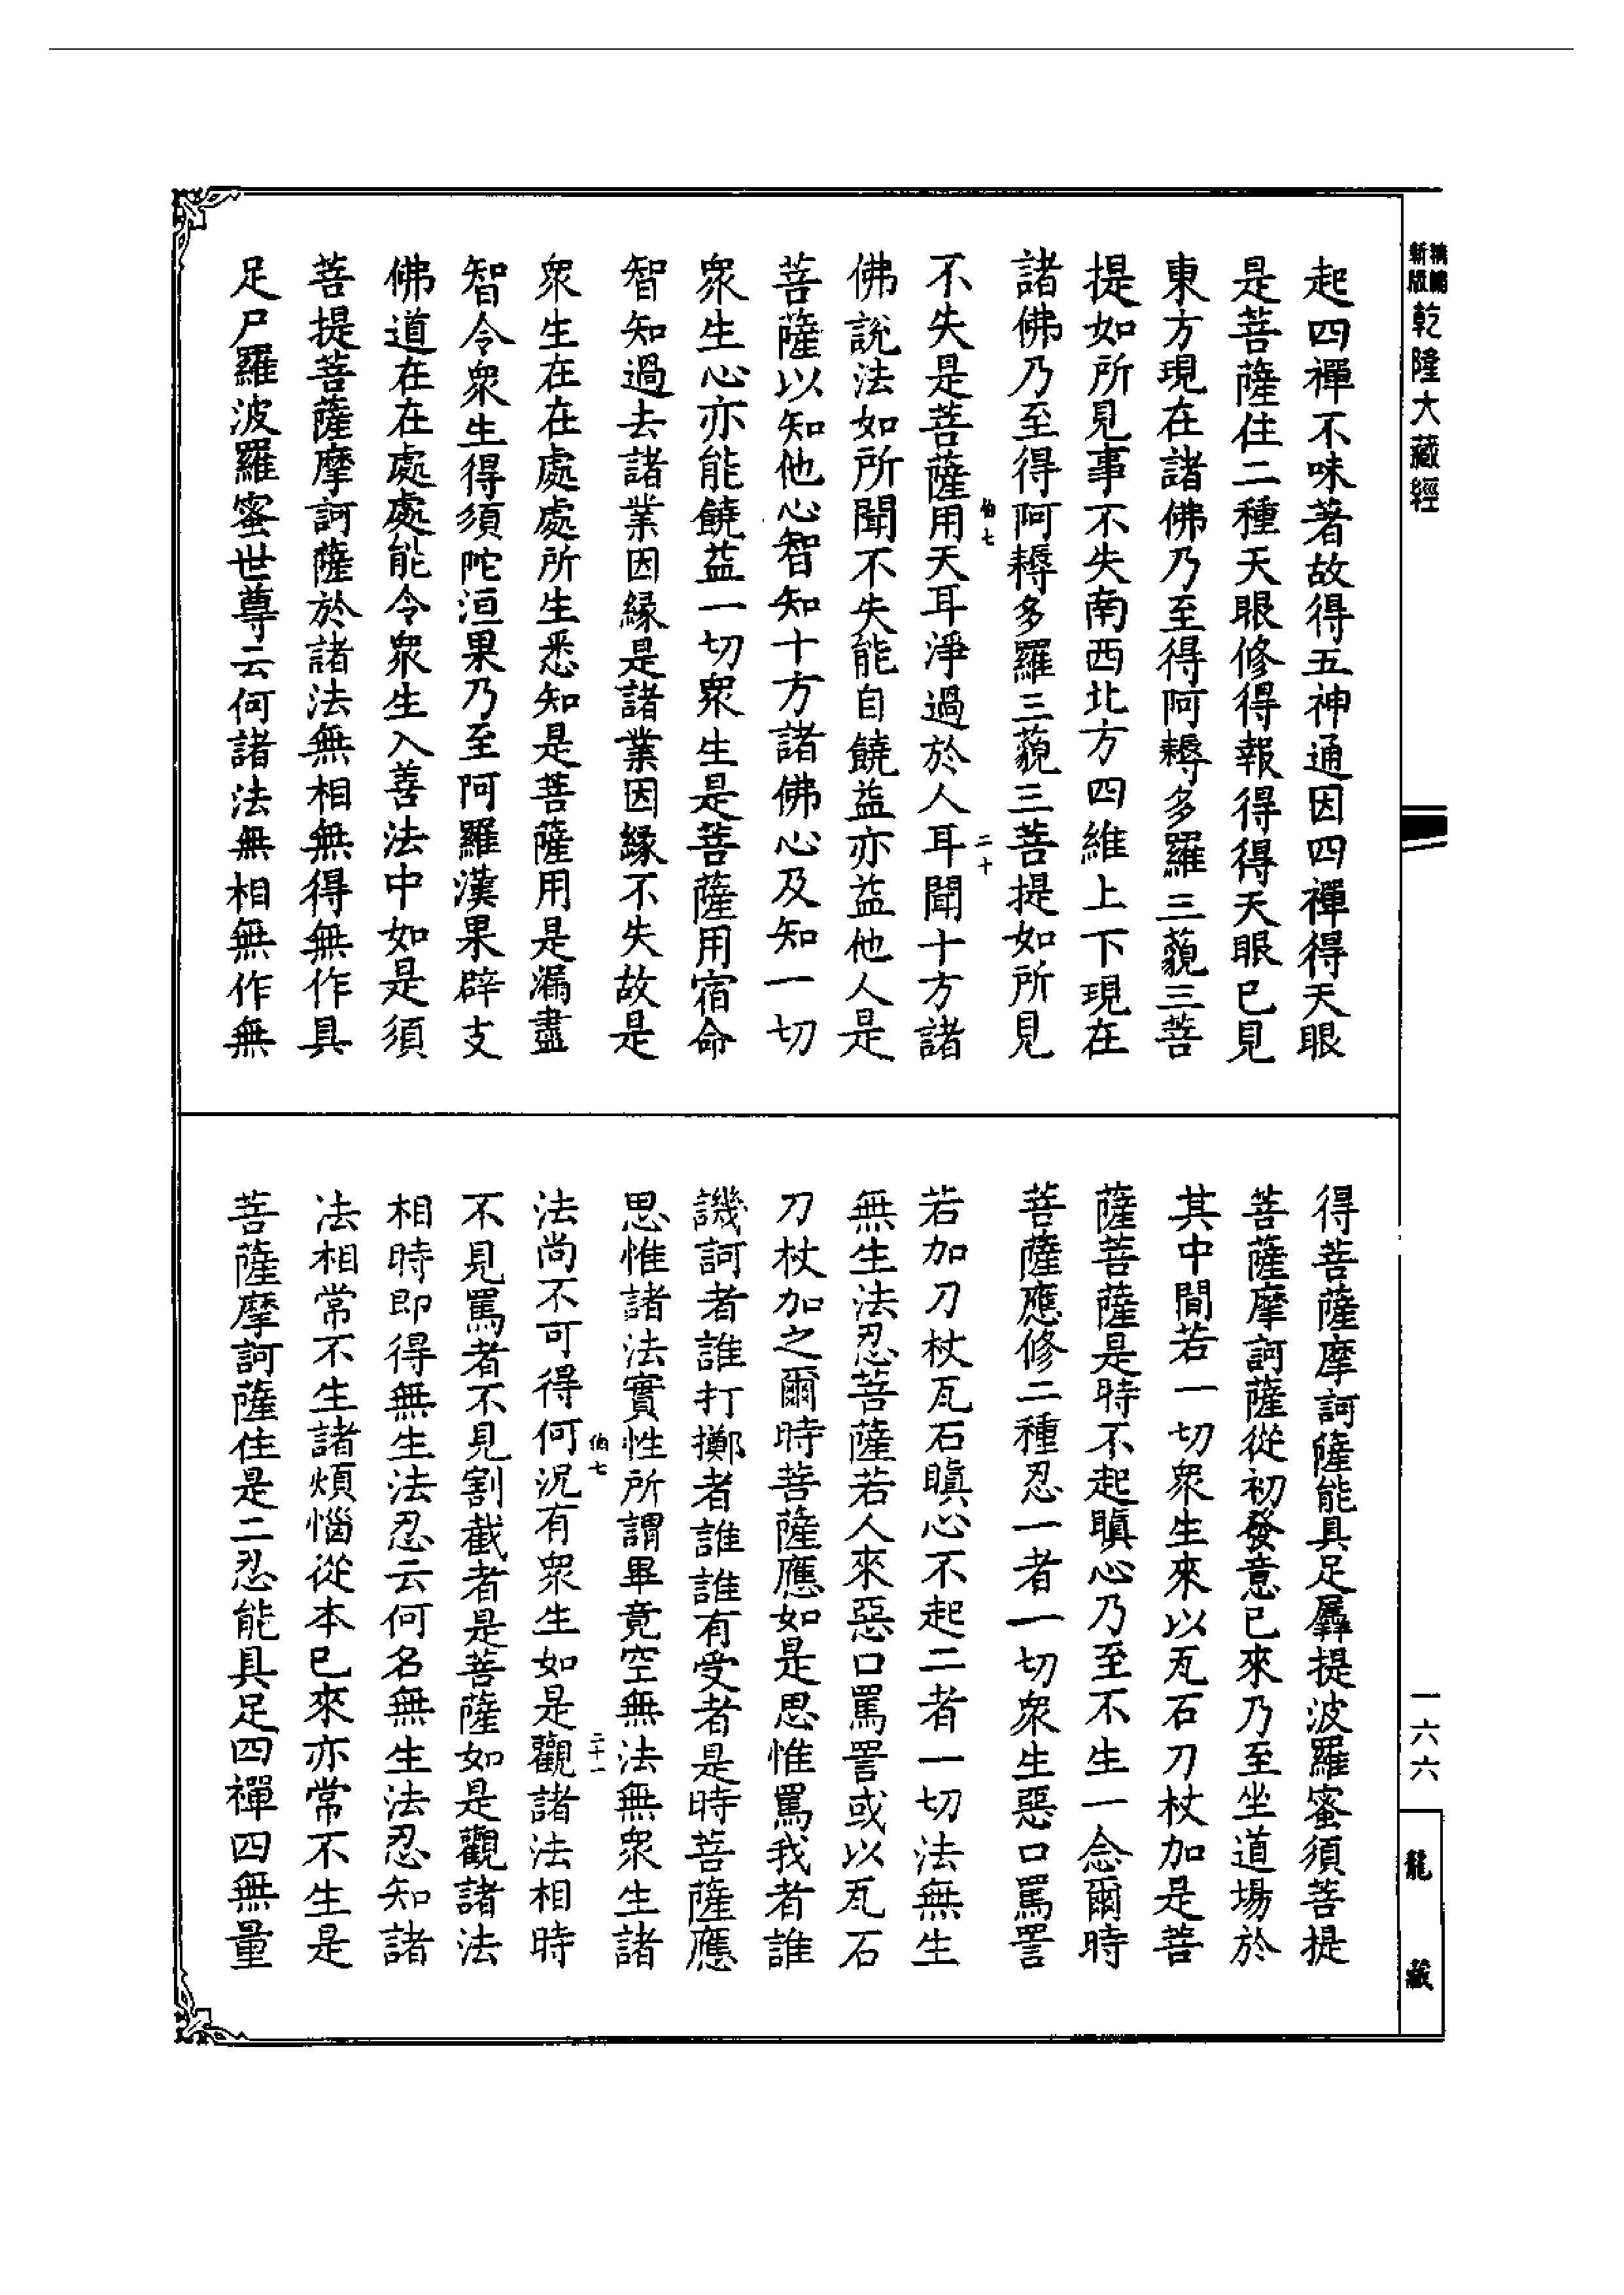 新版精縮
乾隆大藏經
起四禪不味著故得五神通因四禪得天眼
是菩薩住二種天眼修得報得得天眼已見
東方現在諸佛乃至得阿耨多羅三藐三菩
提如所見事不失南西北方四維上下現在
諸佛乃至得阿耨多羅三藐三菩提如所見
伯七
二十
不失是菩薩用天耳淨過於人耳聞十方諸
佛說法如所聞不失能自饒益亦益他人是
菩薩以知他心智知十方諸佛心及知一切
衆生心亦能饒益一切衆生是菩薩用宿命
智知過去諸業因緣是諸業因緣不失故是
衆生在在處處所生悉知是菩薩用是漏盡
智令衆生得須陀洹果乃至阿羅漢果辟支
佛道在在處處能令衆生入善法中如是須
菩提菩薩摩訶薩於諸法無相無得無作具
足尸羅波羅蜜世尊云何諸法無相無作無
得菩薩摩訶薩能具足羼提波羅蜜須菩提
菩薩摩訶薩從初發意已來乃至坐道場於
其中間若一切衆生來以瓦石刀杖加是菩
薩菩薩是時不起瞋心乃至不生一念爾時
菩薩應修二種忍一者一切衆生惡口罵詈
若加刀杖瓦石瞋心不起二者一切法無生
無生法忍菩薩若人來惡口罵詈或以瓦石
刀杖加之爾時菩薩應如是思惟罵我者誰
譏訶者誰打擲者誰誰有受者是時菩薩應
思惟諸法實性所謂畢竟空無法無衆生諸
伯七
二十一
法尚不可得何況有衆生如是觀諸法相時
不見罵者不見割截者是菩薩如是觀諸法
相時即得無生法忍云何名無生法忍知諸
法相常不生諸煩惱從本已來亦常不生是
菩薩摩訶薩住是二忍能具足四禪四無量
一六六
龍藏